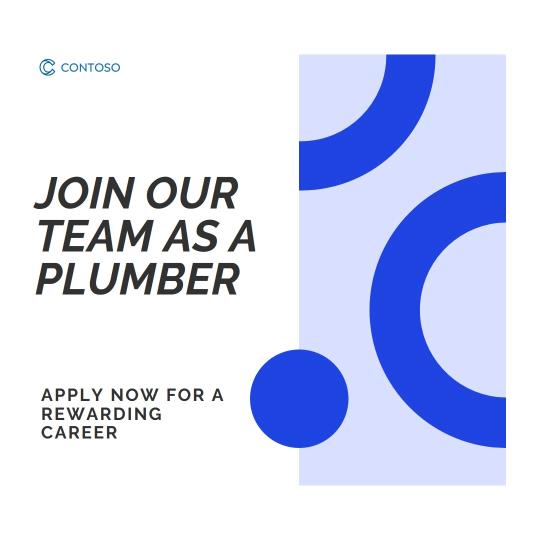 CONTOSO
JOIN OUR
TEAM AS A
PLUMBER
APPLY NOW FOR A
REWARDING
CAREER